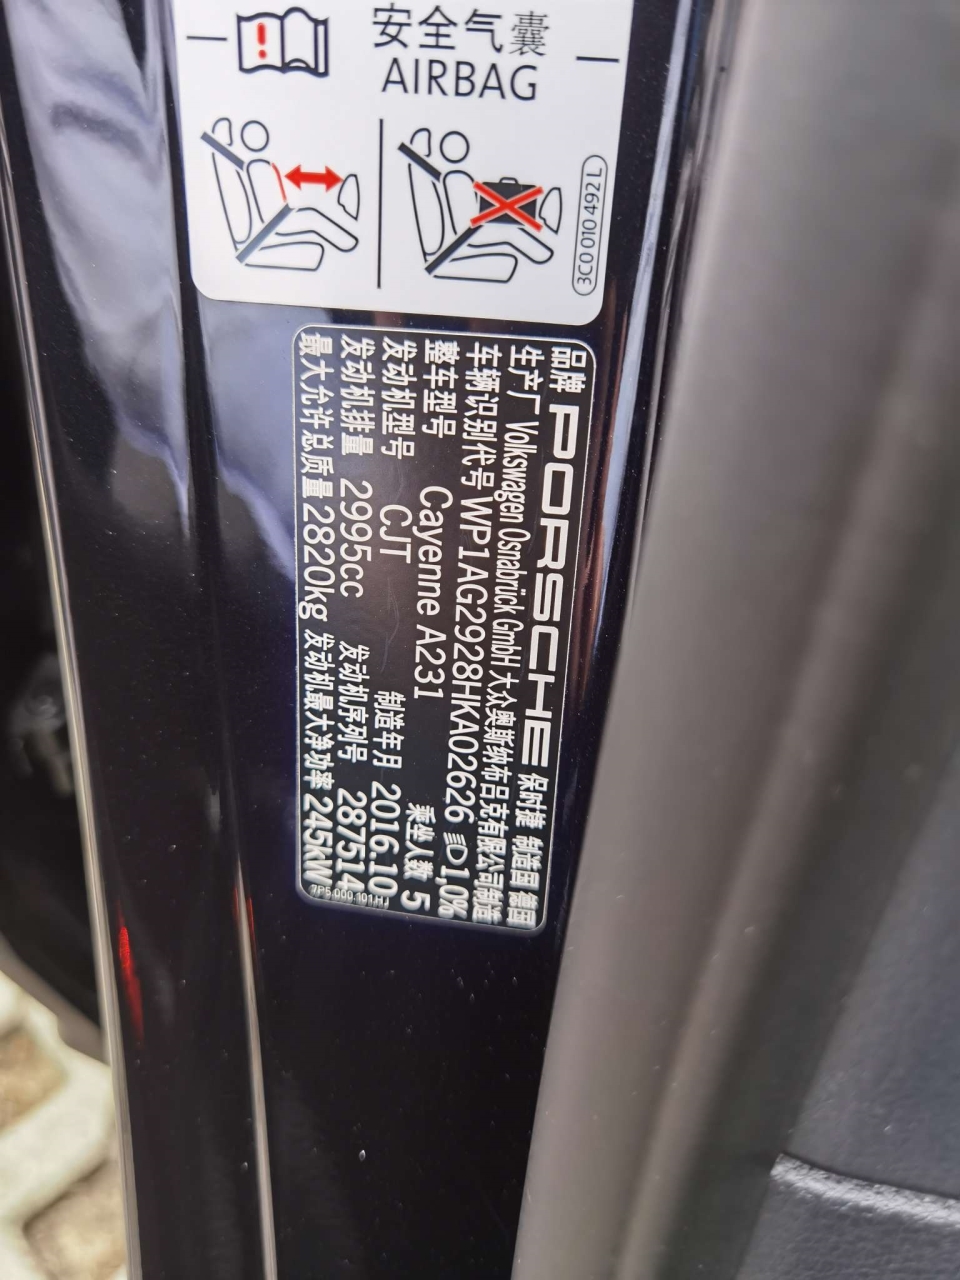 安全气囊
AIRBAG
3C0 010 492 L
品牌 PORSCHE 保时捷 制造国 德国
生产厂 Volkswagen Osnabrück GmbH 大众奥斯纳布吕克有限公司制造
车辆识别代号 WP1AG2928HKA02626 1,0%
整车型号 Cayenne A231 乘坐人数 5
发动机型号 CJT 制造年月 2016.10
发动机排量 2995cc 发动机序列号 287514
最大允许总质量 2820kg 发动机最大净功率 245kW
7P5.000.101.HJ